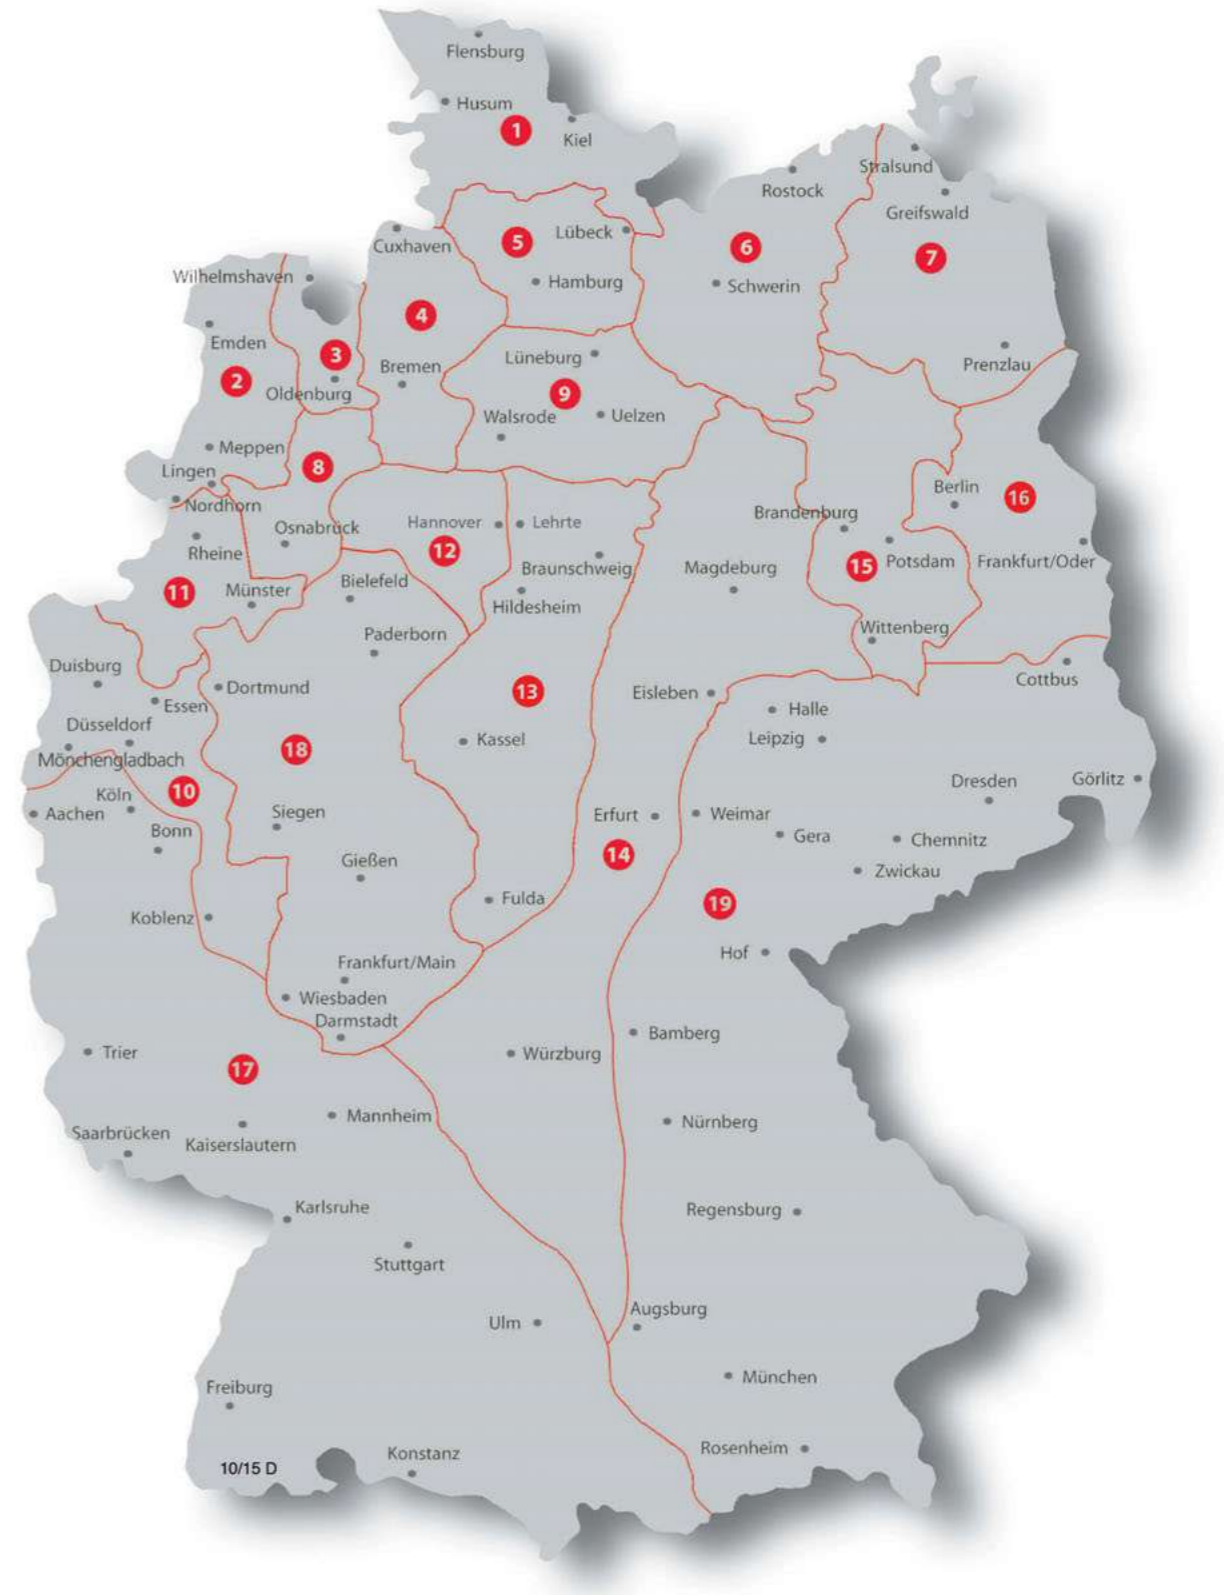 Flensburg
Husum
1
Kiel
Stralsund
Rostock
Greifswald
Lübeck
5
6
7
Cuxhaven
Wilhelmshaven
Hamburg
Schwerin
4
Emden
3
Lüneburg
Prenzlau
Bremen
2
Oldenburg
9
Walsrode
Uelzen
Meppen
8
Lingen
Berlin
16
Nordhorn
Brandenburg
Osnabrück
Hannover
Lehrte
Rheine
12
Braunschweig
Magdeburg
15
Potsdam
Frankfurt/Oder
Bielefeld
11
Münster
Hildesheim
Paderborn
Wittenberg
Duisburg
Cottbus
Dortmund
13
Eisleben
Essen
Halle
Düsseldorf
Kassel
Leipzig
18
Mönchengladbach
Dresden
Görlitz
10
Köln
Aachen
Siegen
Erfurt
Weimar
Bonn
Gera
Chemnitz
14
Gießen
Zwickau
Fulda
19
Koblenz
Hof
Frankfurt/Main
Wiesbaden
Darmstadt
Bamberg
Trier
Würzburg
17
Mannheim
Nürnberg
Saarbrücken
Kaiserslautern
Karlsruhe
Regensburg
Stuttgart
Augsburg
Ulm
München
Freiburg
Rosenheim
Konstanz
10/15 D